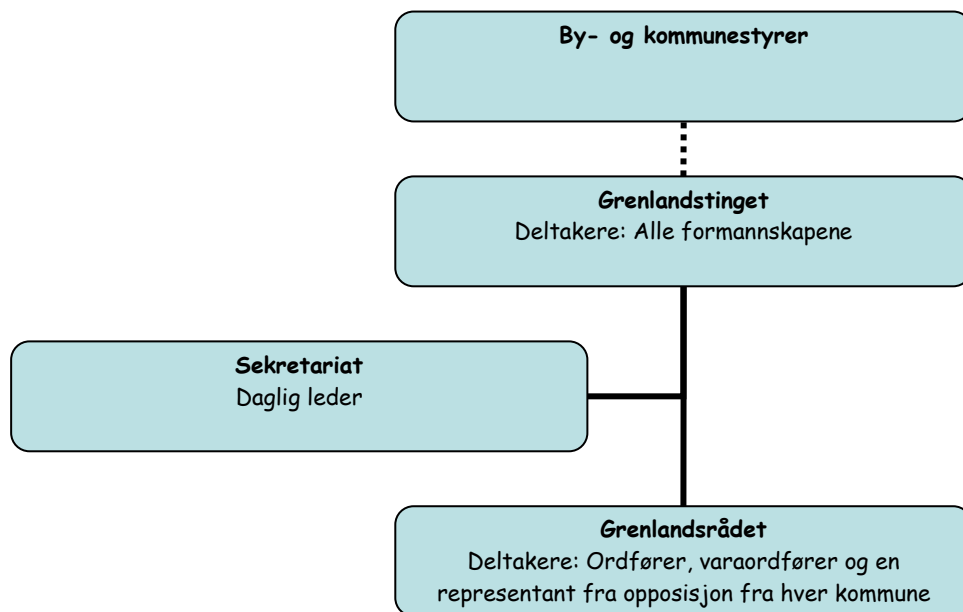 By- og kommunestyrer
Grenlandstinget
Deltakere: Alle formannskapene
Sekretariat
Daglig leder
Grenlandsrådet
Deltakere: Ordfører, varaordfører og en
representant fra opposisjon fra hver kommune